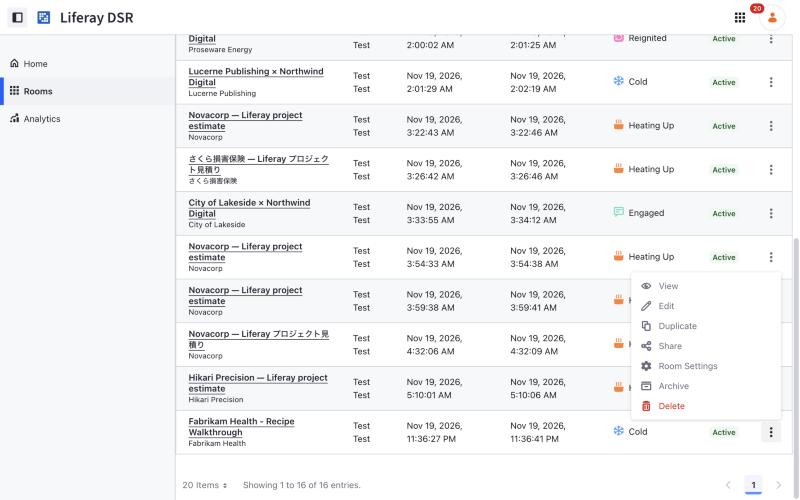 Liferay DSR
20
Home
Rooms
Analytics
Digital
Proseware Energy
Test
2:00:02 AM
2:01:25 AM
Reignited
Active
Lucerne Publishing × Northwind
Digital
Lucerne Publishing
Test
Test
Nov 19, 2026,
2:01:29 AM
Nov 19, 2026,
2:02:19 AM
Cold
Active
Novacorp — Liferay project
estimate
Novacorp
Test
Test
Nov 19, 2026,
3:22:43 AM
Nov 19, 2026,
3:22:46 AM
Heating Up
Active
さくら損害保険 — Liferay プロジェク
ト見積り
さくら損害保険
Test
Test
Nov 19, 2026,
3:26:42 AM
Nov 19, 2026,
3:26:46 AM
Heating Up
Active
City of Lakeside × Northwind
Digital
City of Lakeside
Test
Test
Nov 19, 2026,
3:33:55 AM
Nov 19, 2026,
3:34:12 AM
Engaged
Active
Novacorp — Liferay project
estimate
Novacorp
Test
Test
Nov 19, 2026,
3:54:33 AM
Nov 19, 2026,
3:54:38 AM
Heating Up
Active
Novacorp — Liferay project
estimate
Novacorp
Test
Test
Nov 19, 2026,
3:59:38 AM
Nov 19, 2026,
3:59:41 AM
Novacorp — Liferay プロジェクト見
積り
Novacorp
Test
Test
Nov 19, 2026,
4:32:06 AM
Nov 19, 2026,
4:32:09 AM
Hikari Precision — Liferay project
estimate
Hikari Precision
Test
Test
Nov 19, 2026,
5:10:01 AM
Nov 19, 2026,
5:10:06 AM
View
Edit
Duplicate
Share
Room Settings
Archive
Delete
Fabrikam Health - Recipe
Walkthrough
Fabrikam Health
Test
Test
Nov 19, 2026,
11:36:27 PM
Nov 19, 2026,
11:36:41 PM
Cold
Active
20 Items
Showing 1 to 16 of 16 entries.
1